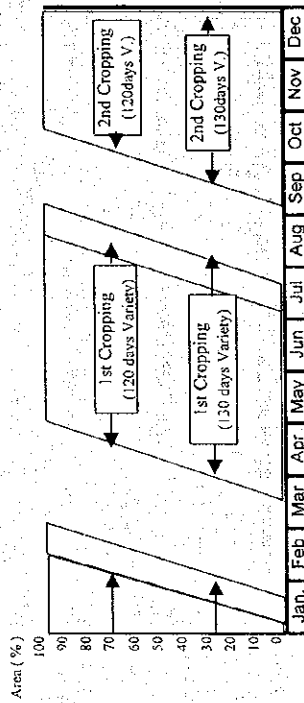 Area ( % )
100
90
80
70
60
50
40
30
20
10
0
1st Cropping
(120 days Variety)
2nd Cropping
(120days V.)
1st Cropping
(130 days Variety)
2nd Cropping
(130days V.)
Jan. Feb Mar Apr May Jun Jul Aug Sep Oct Nov Dec